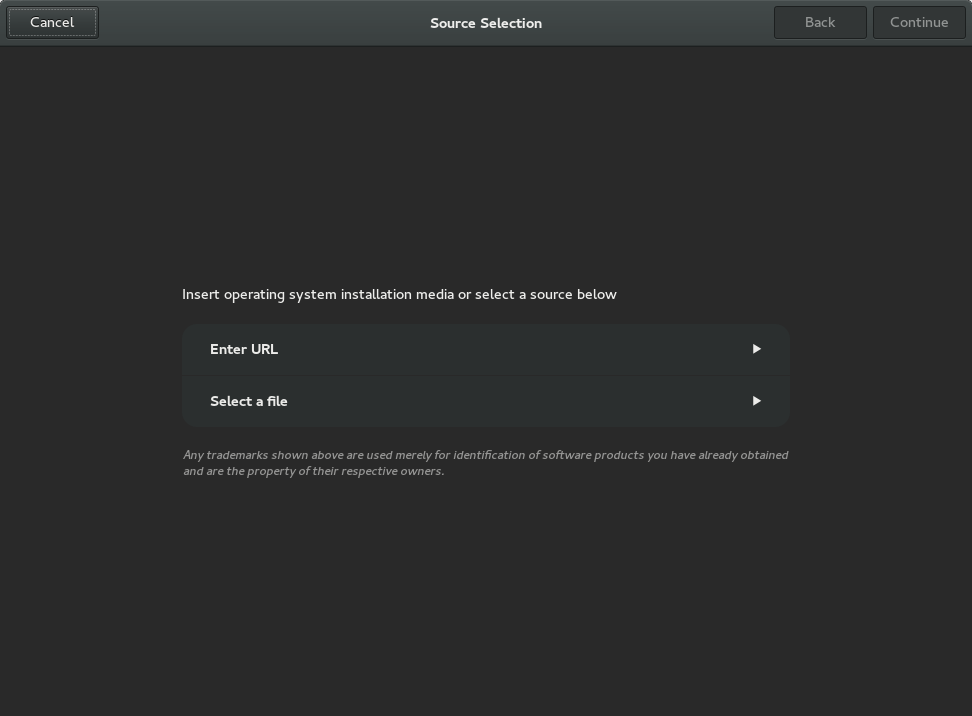 Cancel
Source Selection
Back
Continue
Insert operating system installation media or select a source below
Enter URL
Select a file
Any trademarks shown above are used merely for identification of software products you have already obtained
and are the property of their respective owners.